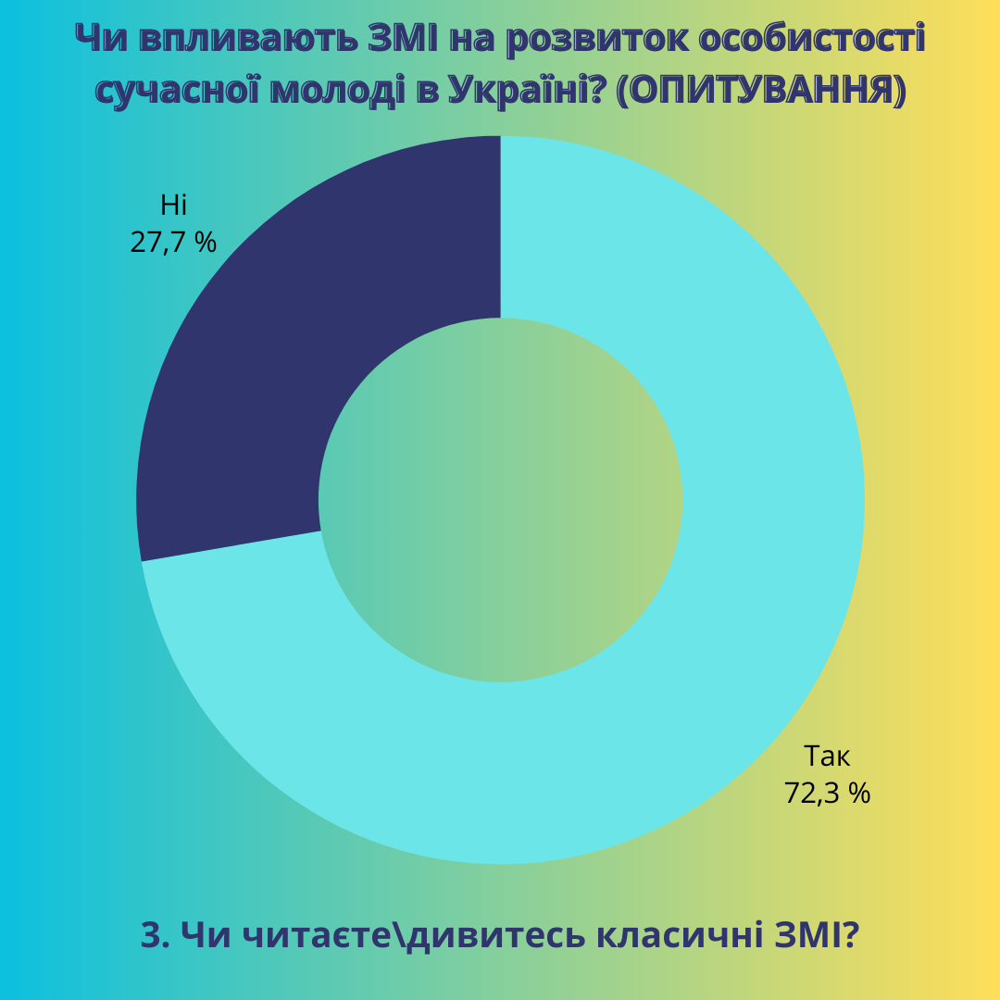 Чи впливають ЗМІ на розвиток особистості
сучасної молоді в Україні? (ОПИТУВАННЯ)
Ні
27,7 %
Так
72,3 %
3. Чи читаєте\дивитесь класичні ЗМІ?